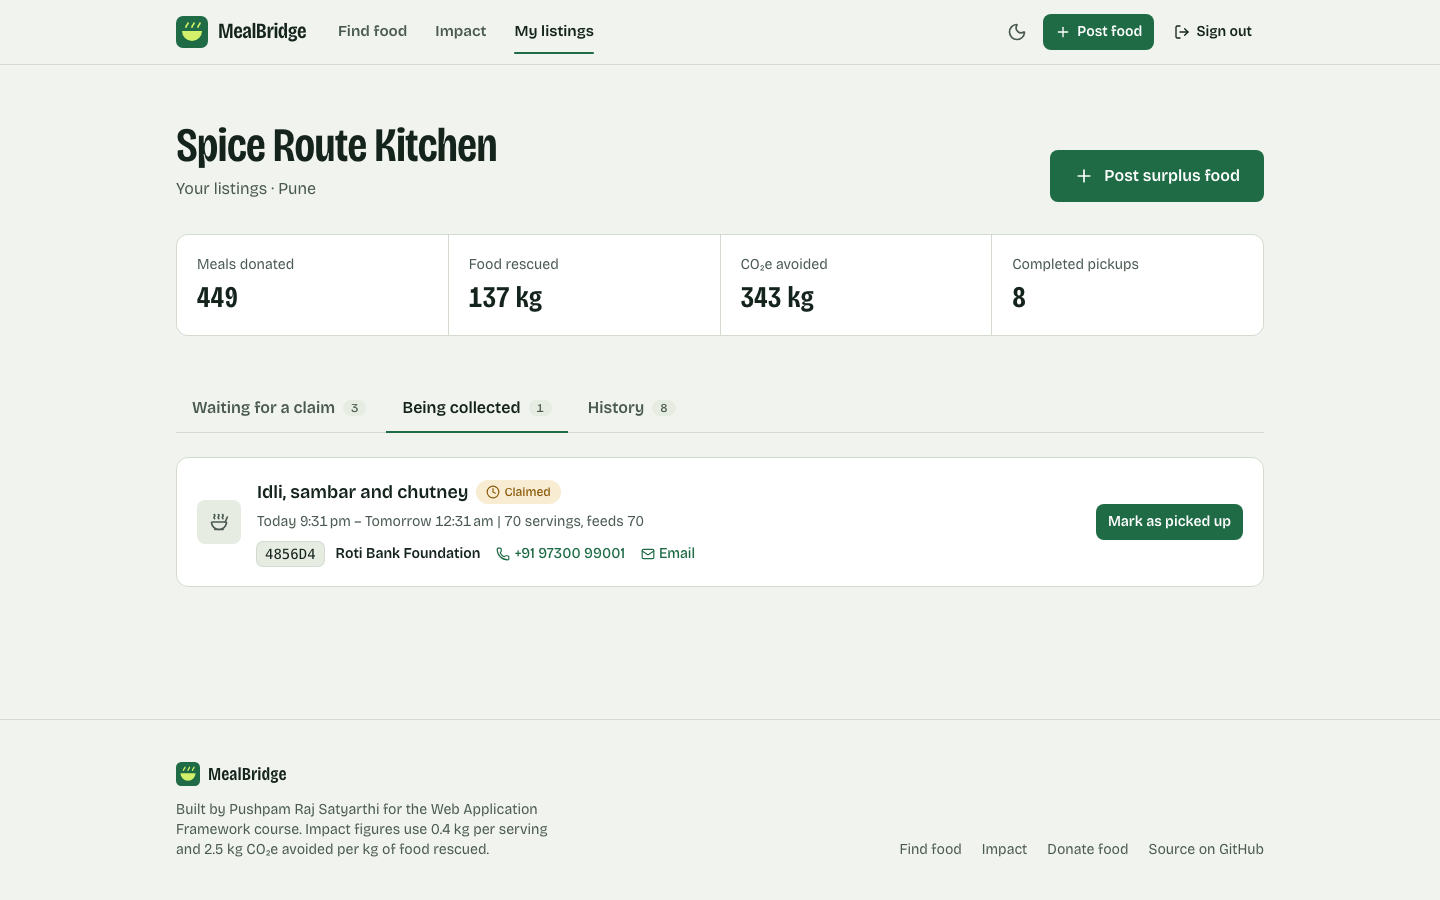 MealBridge Find food Impact My listings Post food Sign out
Spice Route Kitchen
Your listings · Pune
Post surplus food
Meals donated
449
Food rescued
137 kg
CO₂e avoided
343 kg
Completed pickups
8
Waiting for a claim 3 Being collected 1 History 8
Idli, sambar and chutney Claimed
Today 9:31 pm – Tomorrow 12:31 am | 70 servings, feeds 70
4856D4 Roti Bank Foundation +91 97300 99001 Email
Mark as picked up
MealBridge
Built by Pushpam Raj Satyarthi for the Web Application
Framework course. Impact figures use 0.4 kg per serving
and 2.5 kg CO₂e avoided per kg of food rescued.
Find food Impact Donate food Source on GitHub